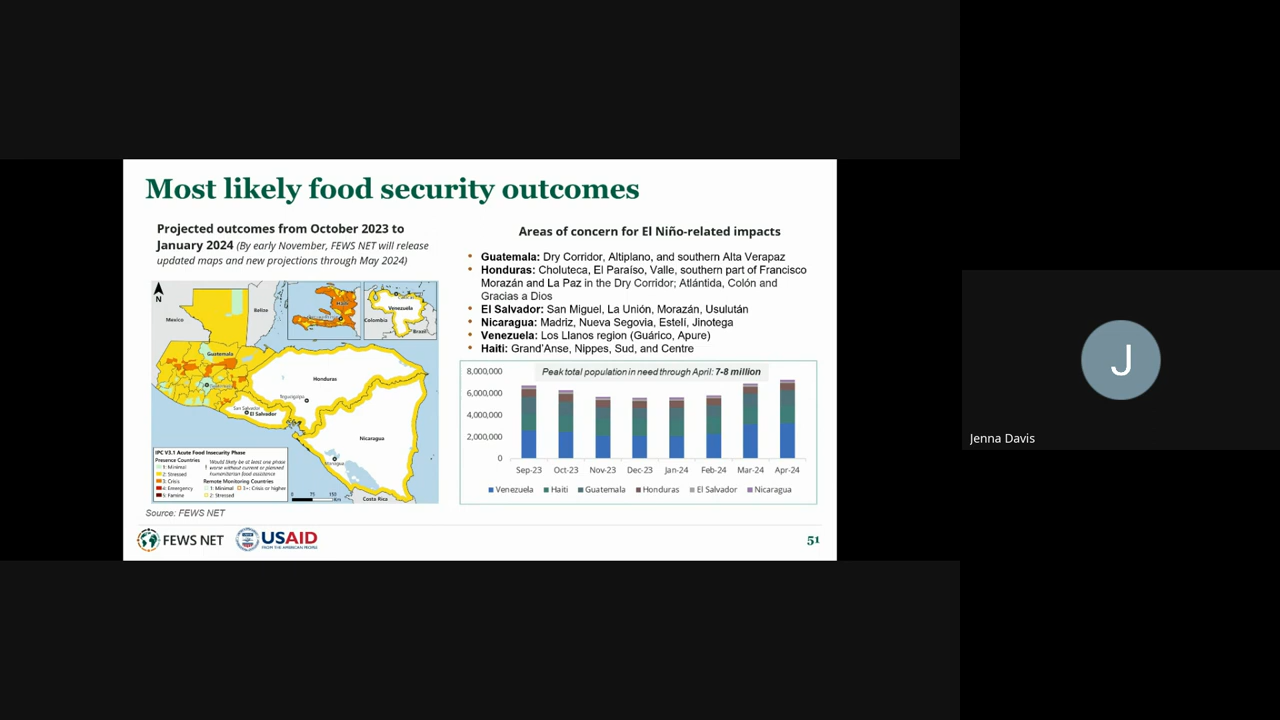 Most likely food security outcomes
Projected outcomes from October 2023 to
January 2024 (By early November, FEWS NET will release
updated maps and new projections through May 2024)
N
Mexico
Belize
Guatemala
Honduras
Tegucigalpa
San Salvador
El Salvador
Nicaragua
Managua
Costa Rica
Haiti
Venezuela
Colombia
Brazil
IPC V3.1 Acute Food Insecurity Phase
Presence Countries
1: Minimal
2: Stressed
3: Crisis
4: Emergency
5: Famine
! Would likely be at least one phase
worse without current or planned
humanitarian food assistance
Remote Monitoring Countries
1: Minimal
3+: Crisis or higher
2: Stressed
0 75 150
Km
Source: FEWS NET
Areas of concern for El Niño-related impacts
• Guatemala: Dry Corridor, Altiplano, and southern Alta Verapaz
• Honduras: Choluteca, El Paraíso, Valle, southern part of Francisco
Morazán and La Paz in the Dry Corridor; Atlántida, Colón and
Gracias a Dios
• El Salvador: San Miguel, La Unión, Morazán, Usulután
• Nicaragua: Madriz, Nueva Segovia, Estelí, Jinotega
• Venezuela: Los Llanos region (Guárico, Apure)
• Haiti: Grand'Anse, Nippes, Sud, and Centre
Peak total population in need through April: 7-8 million
8,000,000
6,000,000
4,000,000
2,000,000
0
Sep-23 Oct-23 Nov-23 Dec-23 Jan-24 Feb-24 Mar-24 Apr-24
Venezuela Haiti Guatemala Honduras El Salvador Nicaragua
FEWS NET
USAID
FROM THE AMERICAN PEOPLE
51
J
Jenna Davis